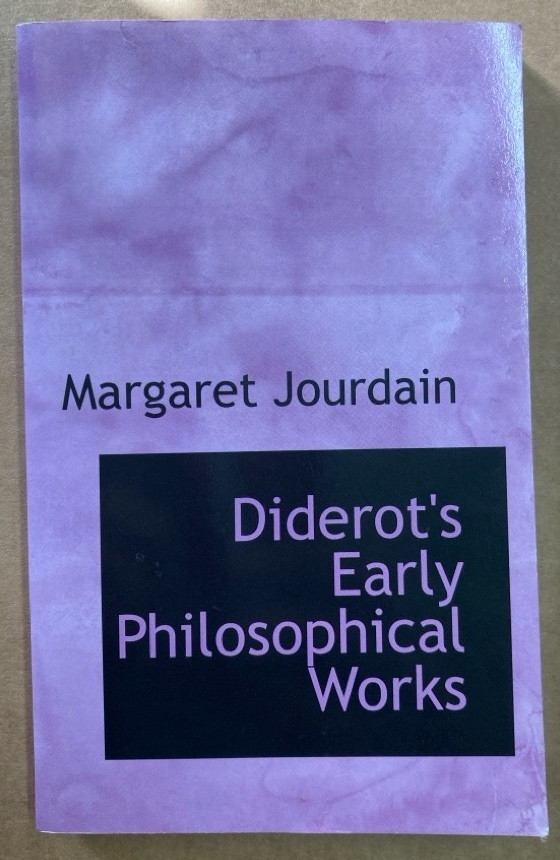 Margaret Jourdain
Diderot's
Early
Philosophical
Works